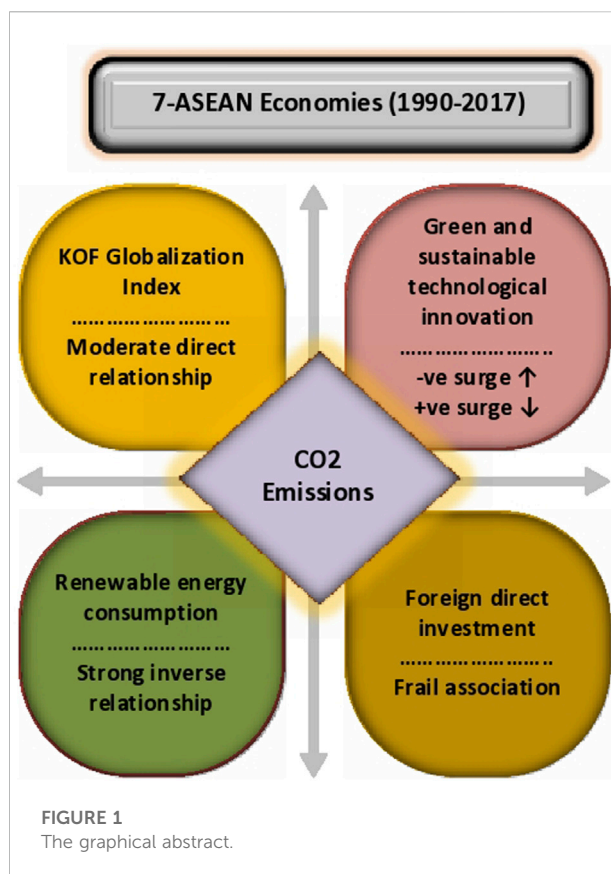 7-ASEAN Economies (1990-2017)
KOF Globalization
Index
..........................
Moderate direct
relationship
Green and
sustainable
technological
innovation
..........................
-ve surge ↑
+ve surge ↓
CO2
Emissions
Renewable energy
consumption
..........................
Strong inverse
relationship
Foreign direct
investment
..........................
Frail association
FIGURE 1
The graphical abstract.